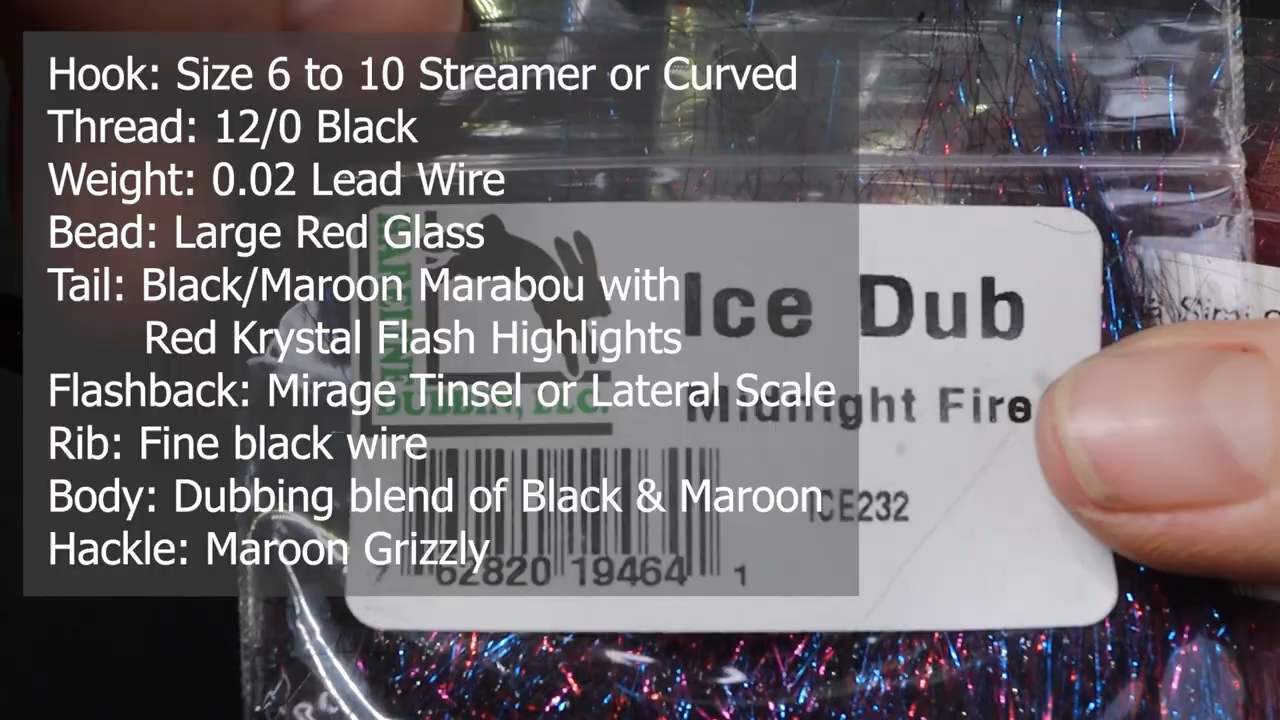 Hook: Size 6 to 10 Streamer or Curved
Thread: 12/0 Black
Weight: 0.02 Lead Wire
Bead: Large Red Glass
Tail: Black/Maroon Marabou with
Red Krystal Flash Highlights
Flashback: Mirage Tinsel or Lateral Scale
Rib: Fine black wire
Body: Dubbing blend of Black & Maroon
Hackle: Maroon Grizzly
Ice Dub
Midnight Fire
ICE232
DUBBIN, LLC.
7 62820 19464 1